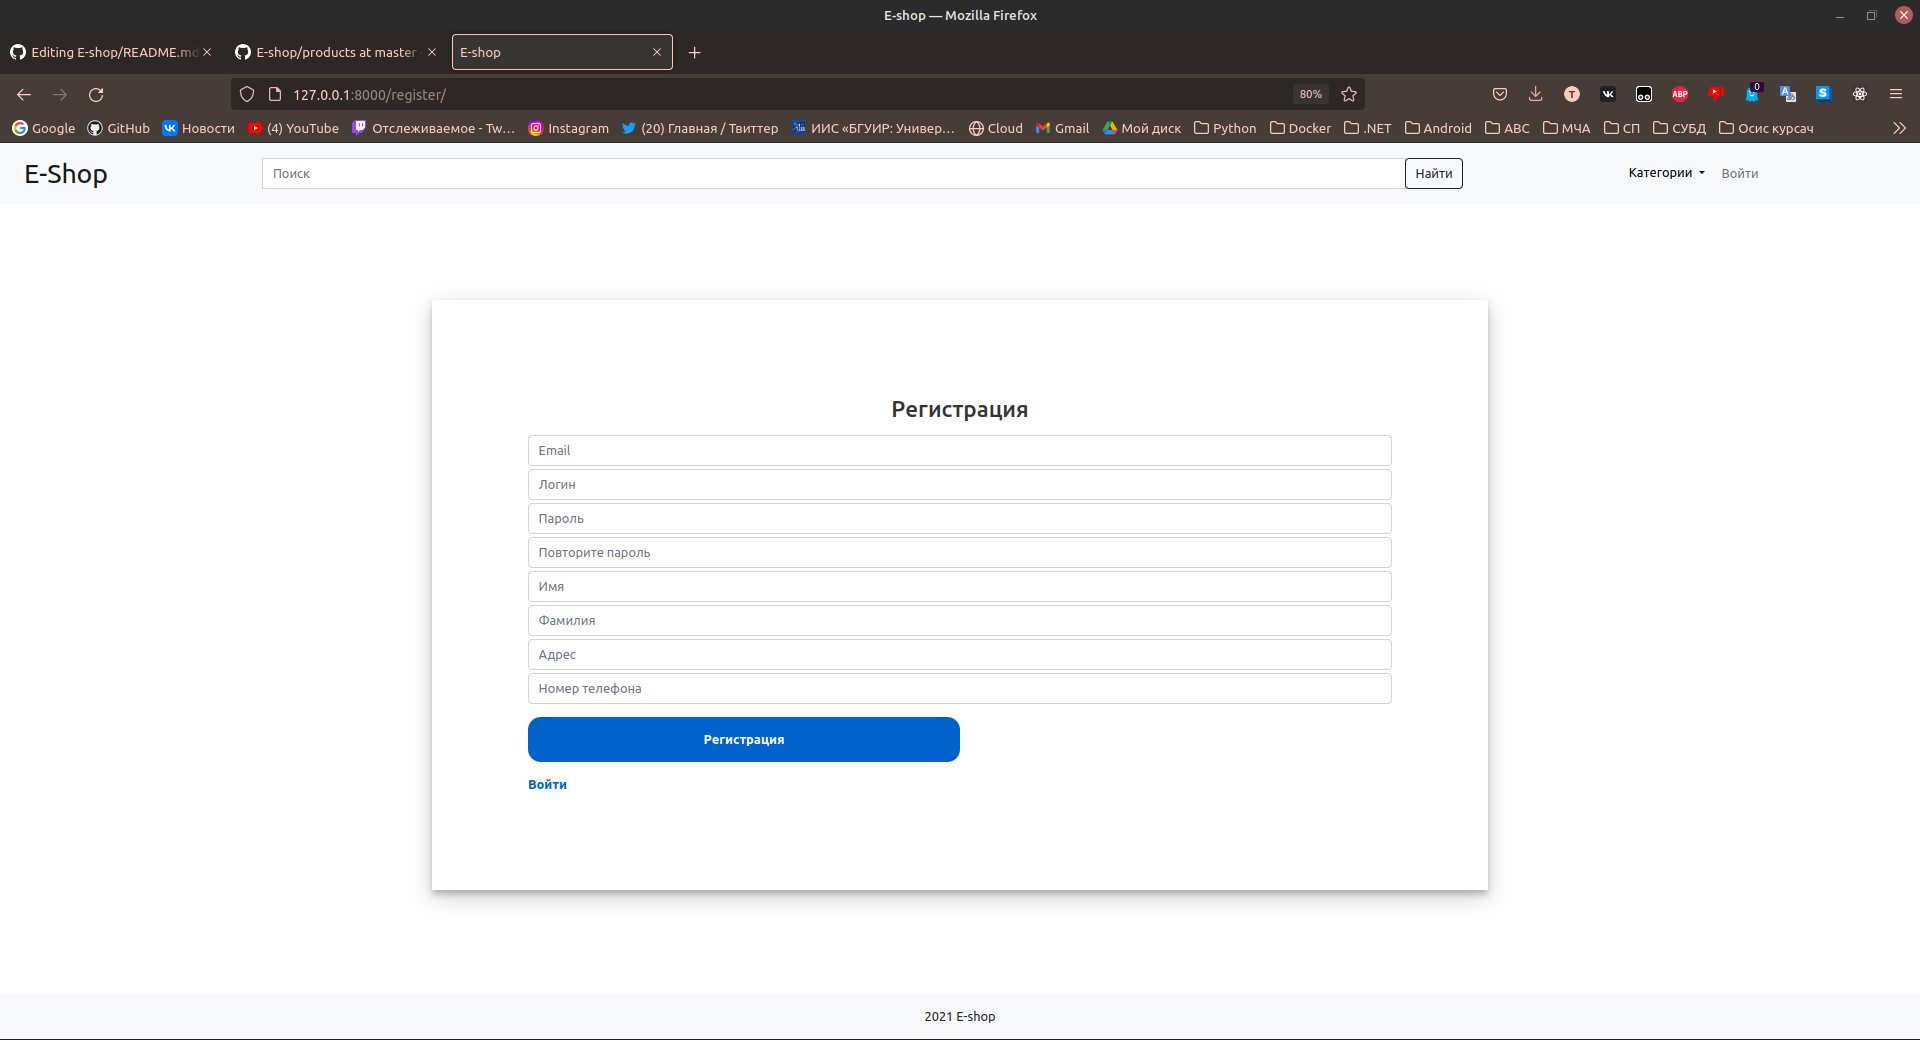 E-shop — Mozilla Firefox
Editing E-shop/README.md
E-shop/products at master
E-shop
127.0.0.1:8000/register/
80%
T
ABP
0
S
Google
GitHub
Новости
(4) YouTube
Отслеживаемое - Tw…
Instagram
(20) Главная / Твиттер
ИИС «БГУИР: Универ…
Cloud
Gmail
Мой диск
Python
Docker
.NET
Android
АВС
МЧА
СП
СУБД
Осис курсач
E-Shop
Поиск
Найти
Категории
Войти
Регистрация
Email
Логин
Пароль
Повторите пароль
Имя
Фамилия
Адрес
Номер телефона
Регистрация
Войти
2021 E-shop